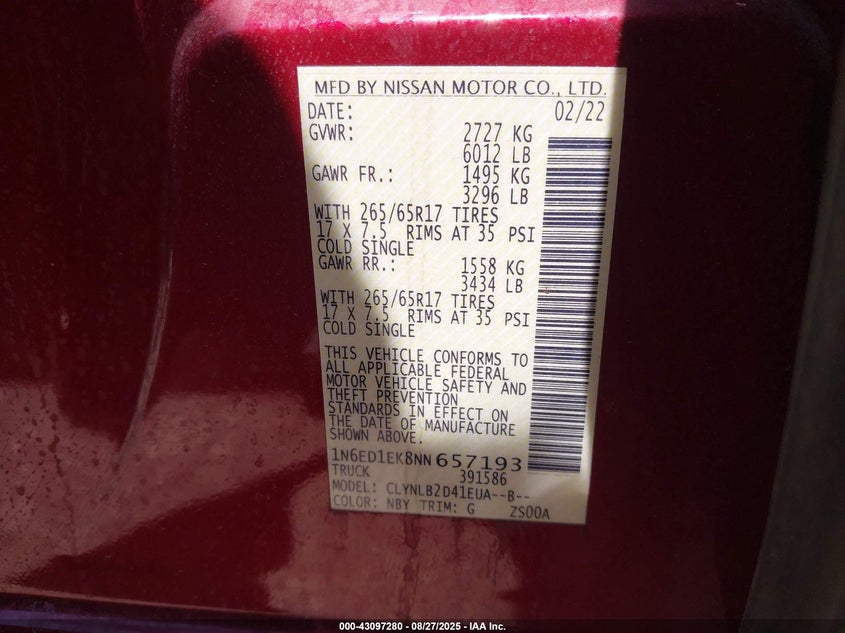 MFD BY NISSAN MOTOR CO., LTD.
DATE: 02/22
GVWR: 2727 KG
6012 LB
GAWR FR.: 1495 KG
3296 LB
WITH 265/65R17 TIRES
17 X 7.5 RIMS AT 35 PSI
COLD SINGLE
GAWR RR.: 1558 KG
3434 LB
WITH 265/65R17 TIRES
17 X 7.5 RIMS AT 35 PSI
COLD SINGLE
THIS VEHICLE CONFORMS TO
ALL APPLICABLE FEDERAL
MOTOR VEHICLE SAFETY AND
THEFT PREVENTION
STANDARDS IN EFFECT ON
THE DATE OF MANUFACTURE
SHOWN ABOVE.
1N6ED1EK8NN 657193
TRUCK 391586
MODEL: CLYNLB2D41EUA--B--
COLOR: NBY TRIM: G ZS00A
000-43097280 - 08/27/2025 - IAA Inc.